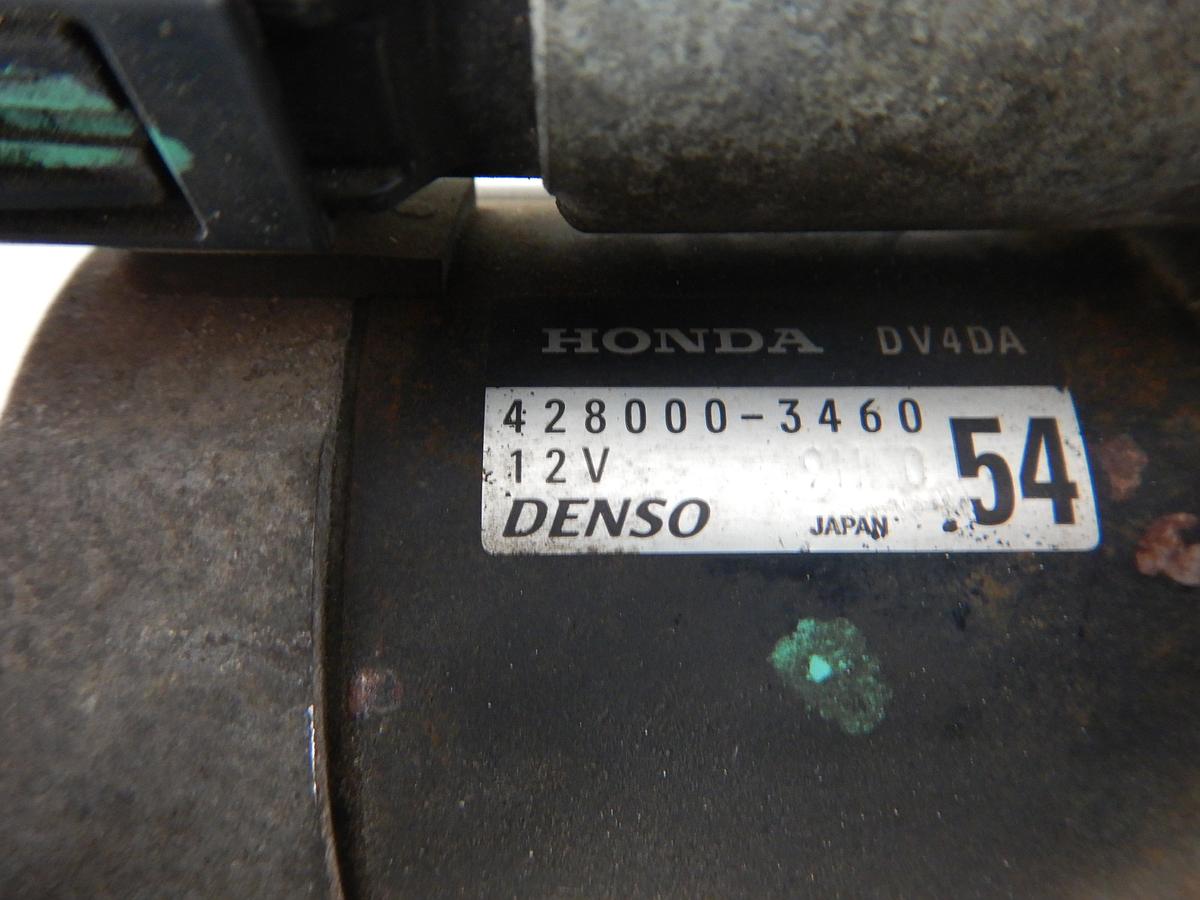 HONDA DV4DA
428000-3460
12V
54
DENSO JAPAN